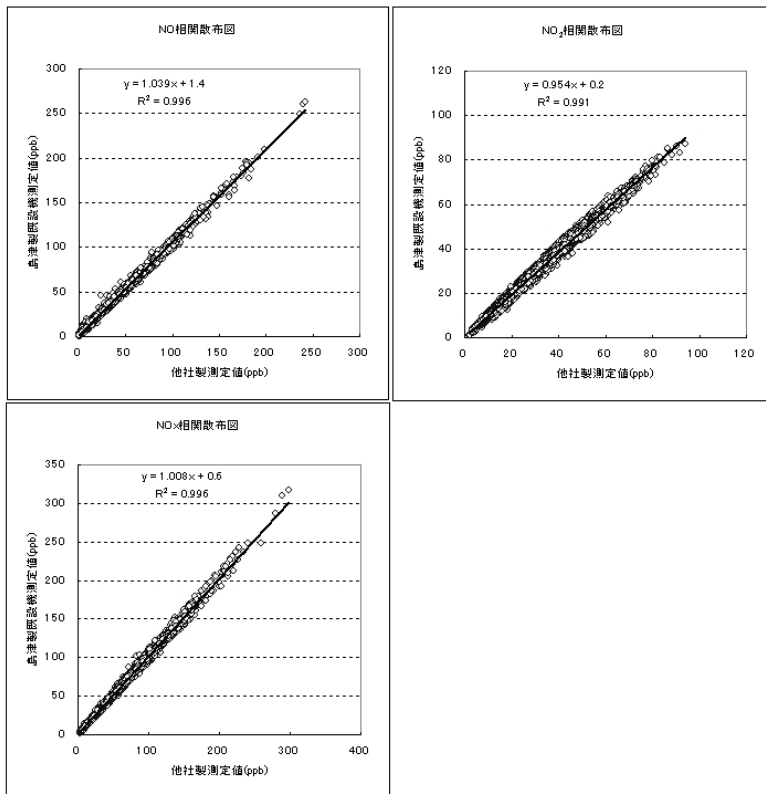 NO相関散布図
y = 1.039x + 1.4
R² = 0.996
300
250
200
150
100
50
0
0 50 100 150 200 250 300
島津製既設機測定値(ppb)
他社製測定値(ppb)
NO₂相関散布図
y = 0.954x + 0.2
R² = 0.991
120
100
80
60
40
20
0
0 20 40 60 80 100 120
島津製既設機測定値(ppb)
他社製測定値(ppb)
NOx相関散布図
y = 1.008x + 0.6
R² = 0.996
350
300
250
200
150
100
50
0
0 100 200 300 400
島津製既設機測定値(ppb)
他社製測定値(ppb)